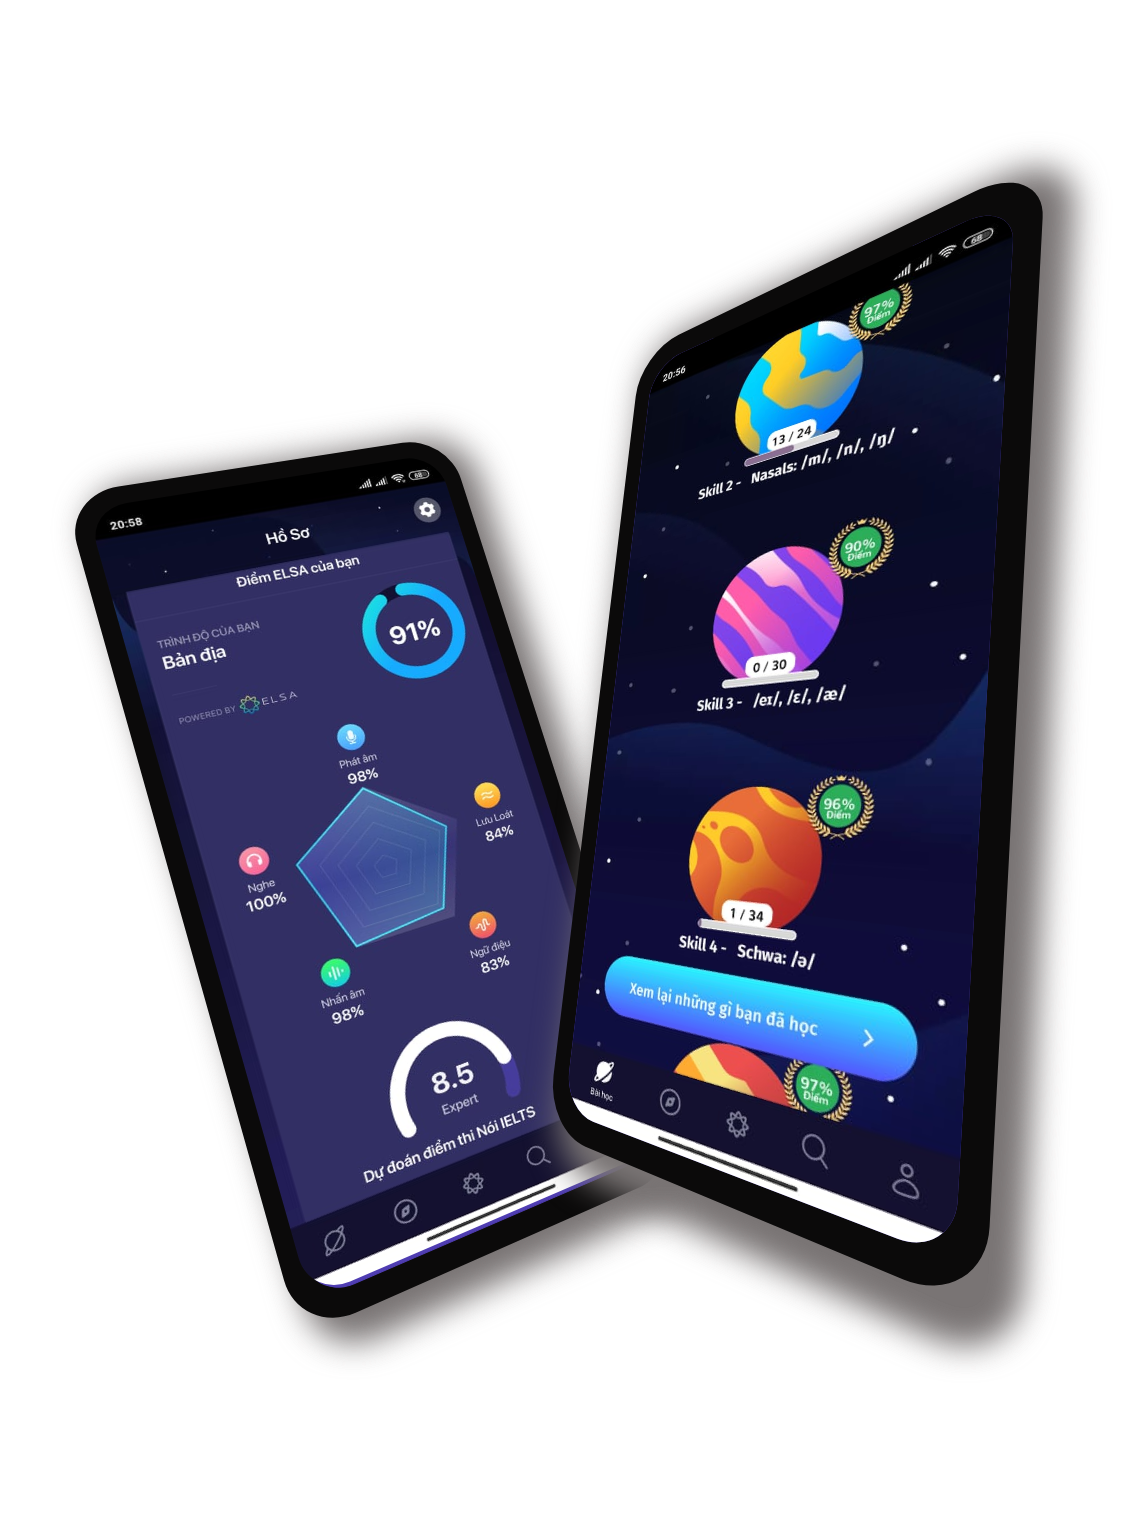 20:58
68
Hồ Sơ
Điểm ELSA của bạn
TRÌNH ĐỘ CỦA BẠN
Bản địa
91%
POWERED BY ELSA
Phát âm
98%
Lưu Loát
84%
Nghe
100%
Ngữ điệu
83%
Nhấn âm
98%
8.5
Expert
Dự đoán điểm thi Nói IELTS
20:56
68
97%
Điểm
13 / 24
Skill 2 - Nasals: /m/, /n/, /ŋ/
90%
Điểm
0 / 30
Skill 3 - /eɪ/, /ɛ/, /æ/
96%
Điểm
1 / 34
Skill 4 - Schwa: /ə/
Xem lại những gì bạn đã học
97%
Điểm
Bài học